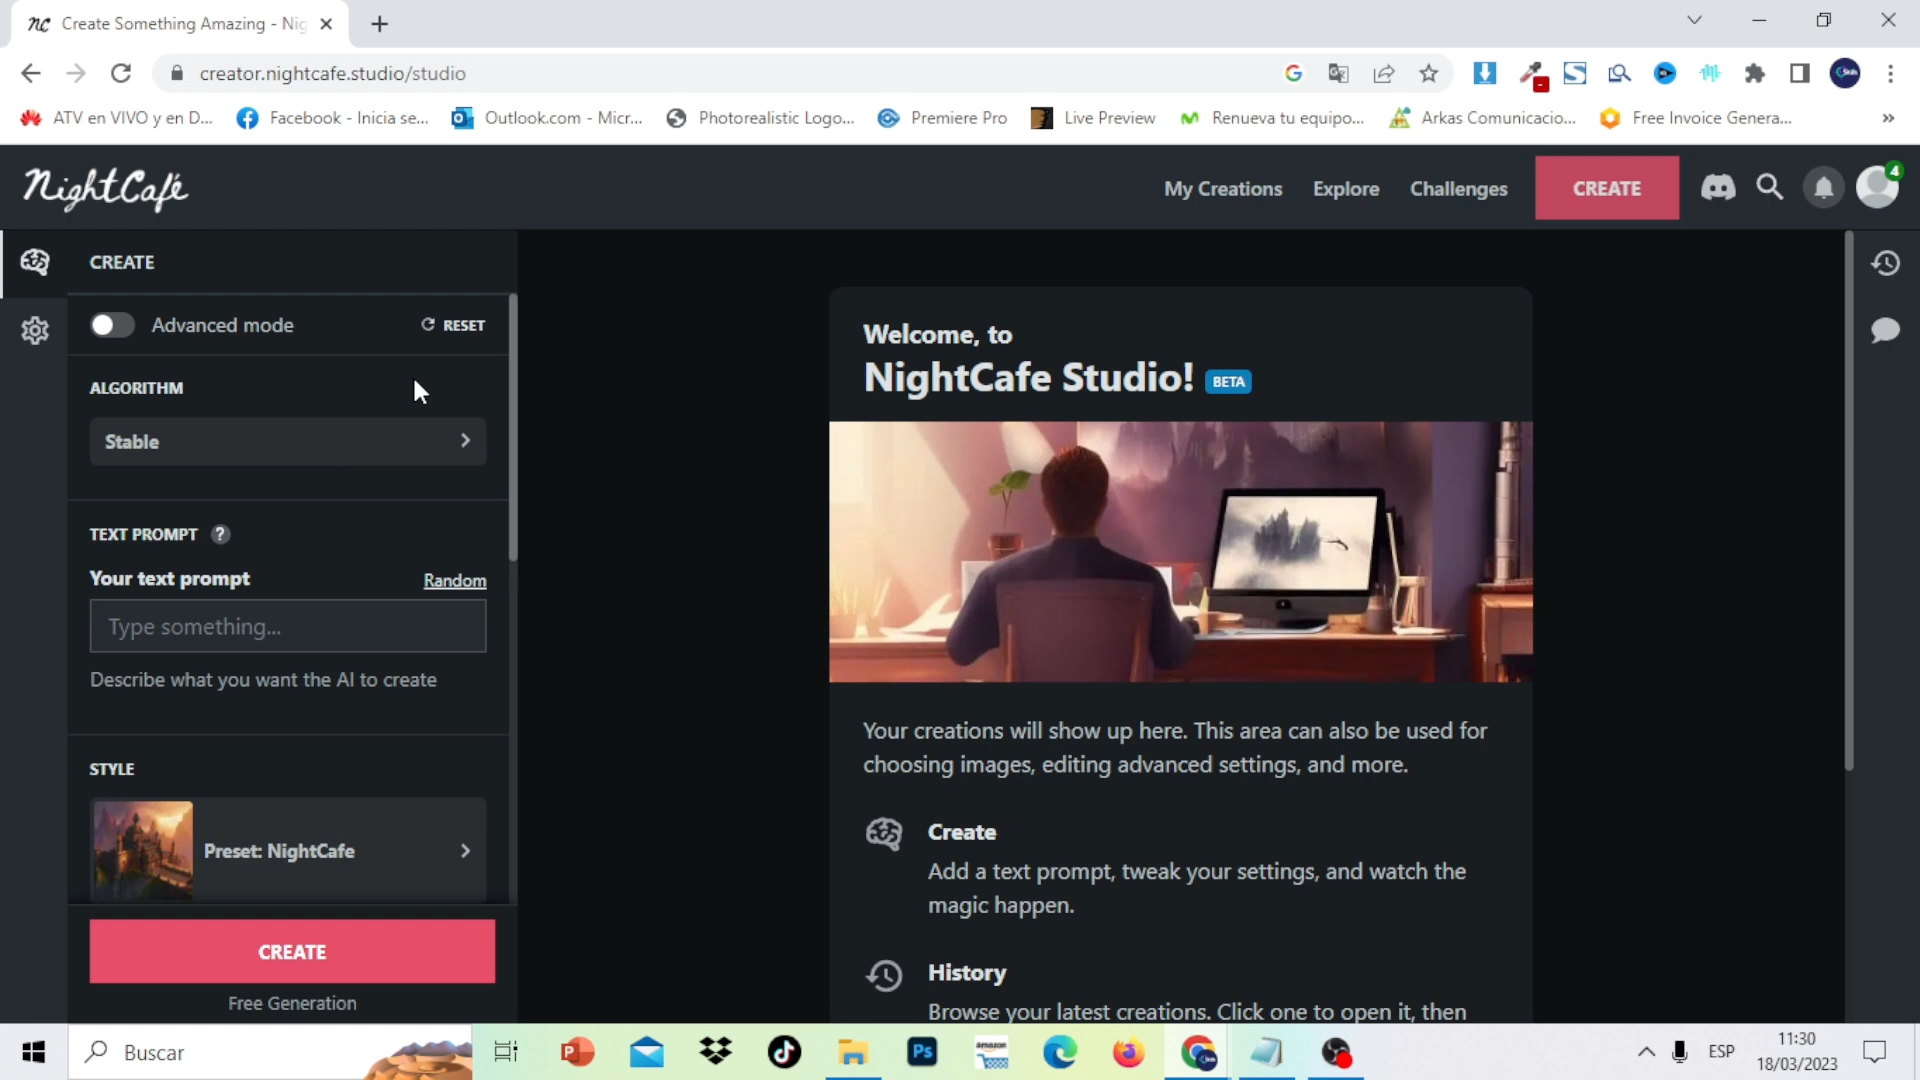 Create Something Amazing - Nig
creator.nightcafe.studio/studio
ATV en VIVO y en D...
Facebook - Inicia se...
Outlook.com - Micr...
Photorealistic Logo...
Premiere Pro
Live Preview
Renueva tu equipo...
Arkas Comunicacio...
Free Invoice Genera...
»
NightCafé
My Creations
Explore
Challenges
CREATE
4
CREATE
Advanced mode
RESET
ALGORITHM
Stable
TEXT PROMPT ?
Your text prompt
Random
Type something...
Describe what you want the AI to create
STYLE
Preset: NightCafe
CREATE
Free Generation
Welcome, to
NightCafe Studio! BETA
Your creations will show up here. This area can also be used for
choosing images, editing advanced settings, and more.
Create
Add a text prompt, tweak your settings, and watch the
magic happen.
History
Browse your latest creations. Click one to open it, then
Buscar
Ps
amazon
ESP
11:30
18/03/2023